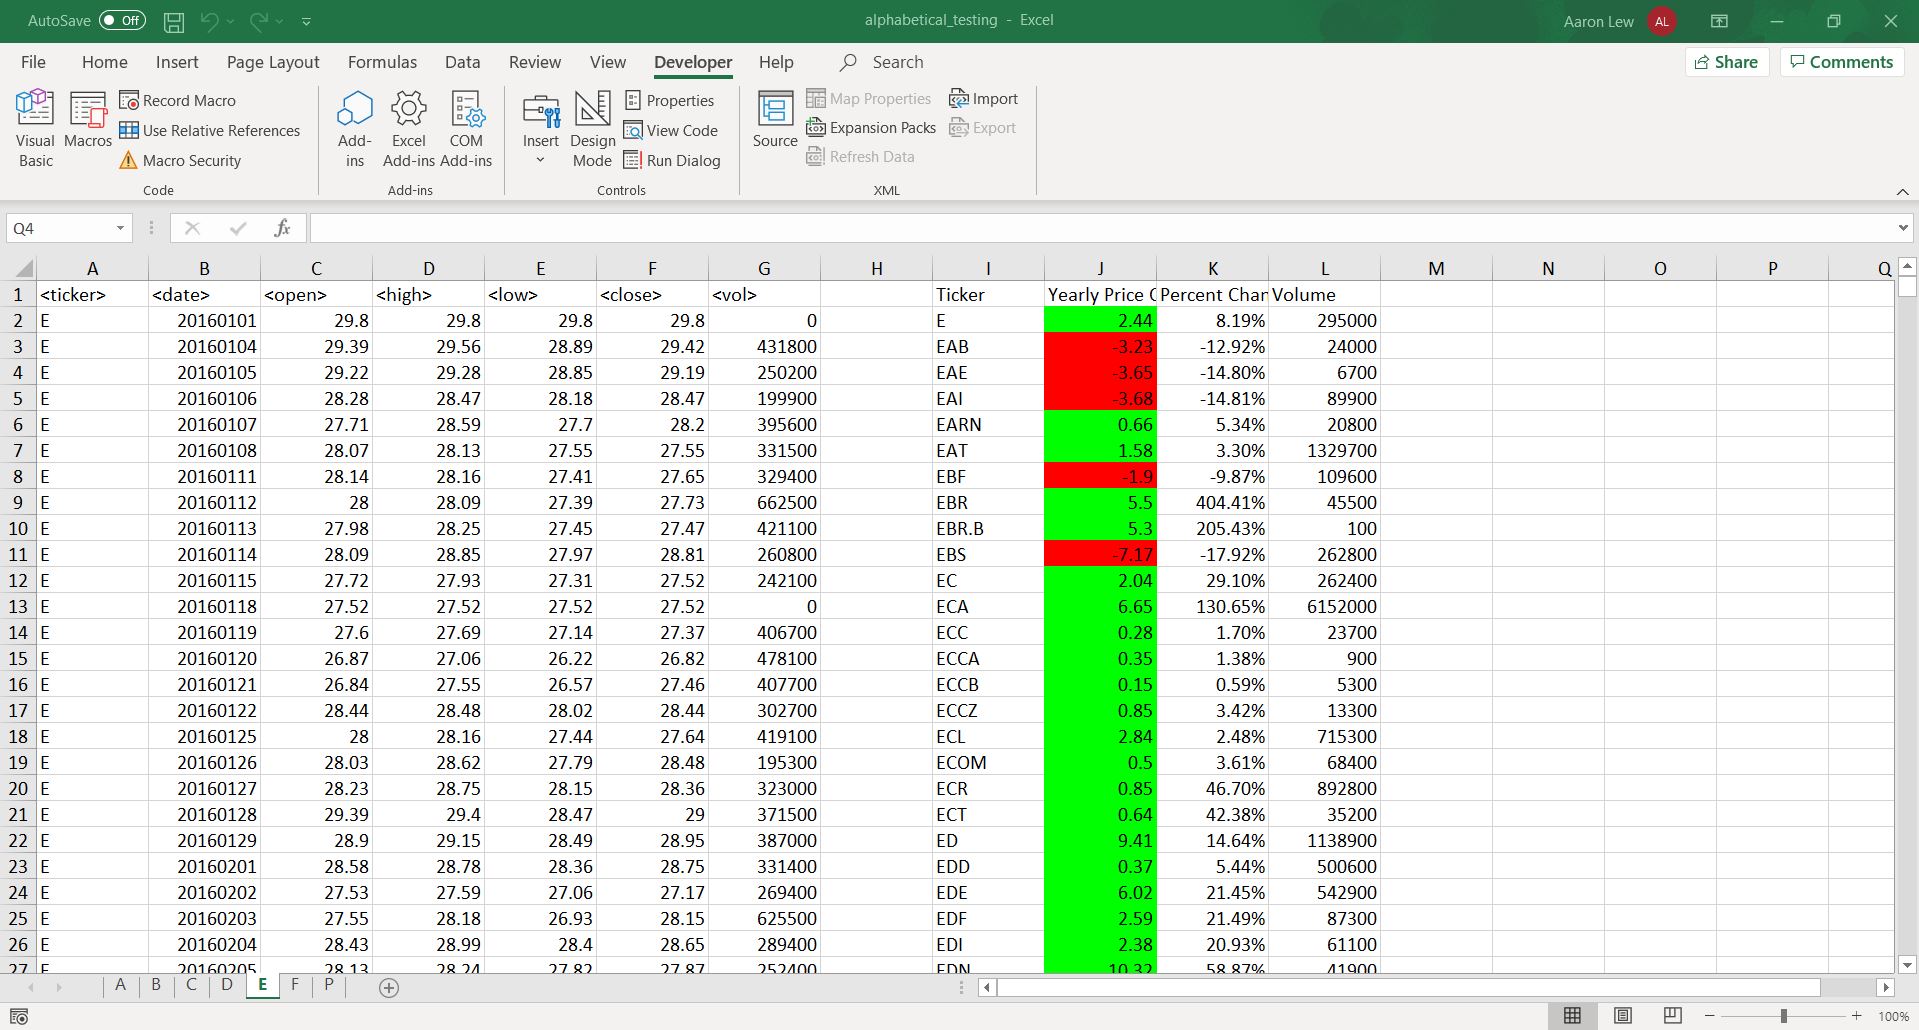 AutoSave Off alphabetical_testing - Excel Aaron Lew AL
File Home Insert Page Layout Formulas Data Review View Developer Help Search Share Comments
Visual Basic Macros Record Macro Use Relative References Macro Security Code
Add-ins Excel Add-ins COM Add-ins Add-ins
Insert Design Mode Properties View Code Run Dialog Controls
Source Map Properties Expansion Packs Refresh Data Import Export XML
Q4 fx
A B C D E F G H I J K L M N O P Q
1 <ticker> <date> <open> <high> <low> <close> <vol> Ticker Yearly Price C Percent Chan Volume
2 E 20160101 29.8 29.8 29.8 29.8 0 E 2.44 8.19% 295000
3 E 20160104 29.39 29.56 28.89 29.42 431800 EAB -3.23 -12.92% 24000
4 E 20160105 29.22 29.28 28.85 29.19 250200 EAE -3.65 -14.80% 6700
5 E 20160106 28.28 28.47 28.18 28.47 199900 EAI -3.68 -14.81% 89900
6 E 20160107 27.71 28.59 27.7 28.2 395600 EARN 0.66 5.34% 20800
7 E 20160108 28.07 28.13 27.55 27.55 331500 EAT 1.58 3.30% 1329700
8 E 20160111 28.14 28.16 27.41 27.65 329400 EBF -1.9 -9.87% 109600
9 E 20160112 28 28.09 27.39 27.73 662500 EBR 5.5 404.41% 45500
10 E 20160113 27.98 28.25 27.45 27.47 421100 EBR.B 5.3 205.43% 100
11 E 20160114 28.09 28.85 27.97 28.81 260800 EBS -7.17 -17.92% 262800
12 E 20160115 27.72 27.93 27.31 27.52 242100 EC 2.04 29.10% 262400
13 E 20160118 27.52 27.52 27.52 27.52 0 ECA 6.65 130.65% 6152000
14 E 20160119 27.6 27.69 27.14 27.37 406700 ECC 0.28 1.70% 23700
15 E 20160120 26.87 27.06 26.22 26.82 478100 ECCA 0.35 1.38% 900
16 E 20160121 26.84 27.55 26.57 27.46 407700 ECCB 0.15 0.59% 5300
17 E 20160122 28.44 28.48 28.02 28.44 302700 ECCZ 0.85 3.42% 13300
18 E 20160125 28 28.16 27.44 27.64 419100 ECL 2.84 2.48% 715300
19 E 20160126 28.03 28.62 27.79 28.48 195300 ECOM 0.5 3.61% 68400
20 E 20160127 28.23 28.75 28.15 28.36 323000 ECR 0.85 46.70% 892800
21 E 20160128 29.39 29.4 28.47 29 371500 ECT 0.64 42.38% 35200
22 E 20160129 28.9 29.15 28.49 28.95 387000 ED 9.41 14.64% 1138900
23 E 20160201 28.58 28.78 28.36 28.75 331400 EDD 0.37 5.44% 500600
24 E 20160202 27.53 27.59 27.06 27.17 269400 EDE 6.02 21.45% 542900
25 E 20160203 27.55 28.18 26.93 28.15 625500 EDF 2.59 21.49% 87300
26 E 20160204 28.43 28.99 28.4 28.65 289400 EDI 2.38 20.93% 61100
27 E 20160205 28.13 28.24 27.82 27.87 252400 EDN 10.32 58.87% 41900
A B C D E F P
100%